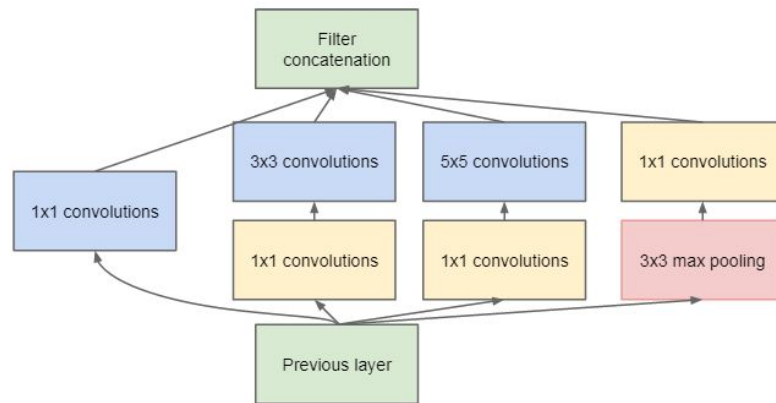 Filter
concatenation
3x3 convolutions
5x5 convolutions
1x1 convolutions
1x1 convolutions
1x1 convolutions
1x1 convolutions
3x3 max pooling
Previous layer